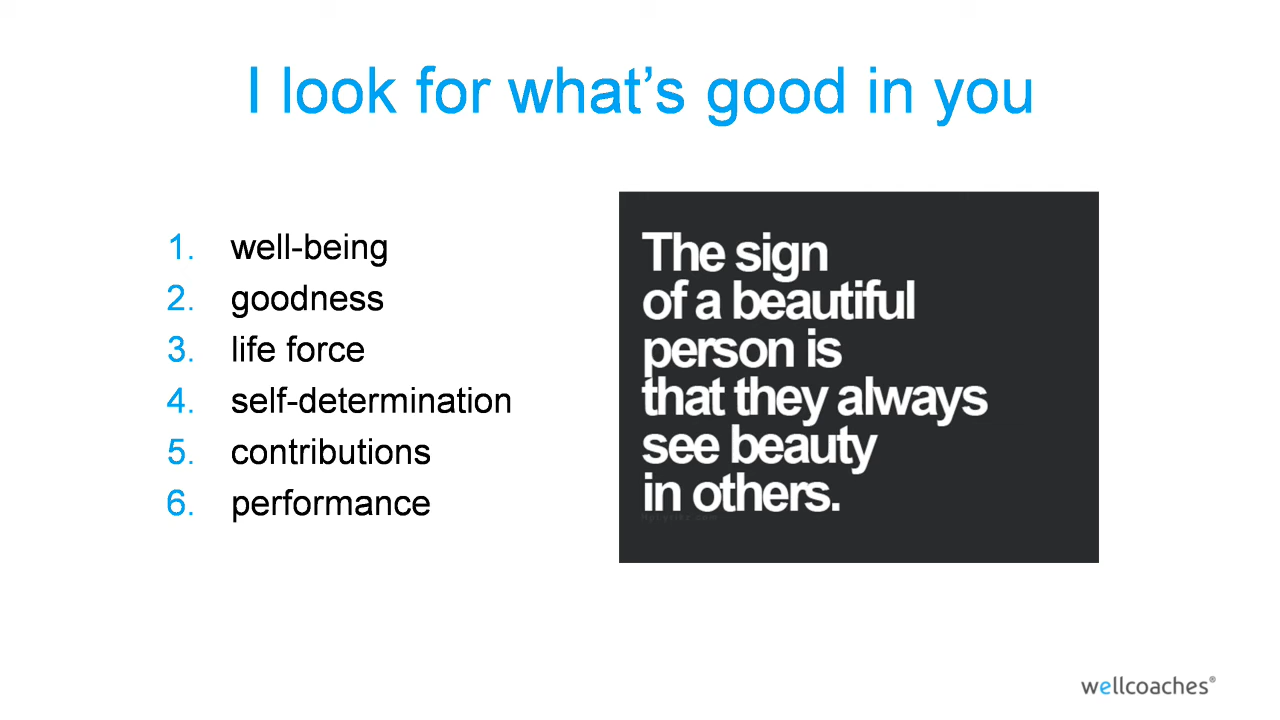 I look for what's good in you
1. well-being
2. goodness
3. life force
4. self-determination
5. contributions
6. performance
The sign
of a beautiful
person is
that they always
see beauty
in others.
wellcoaches®